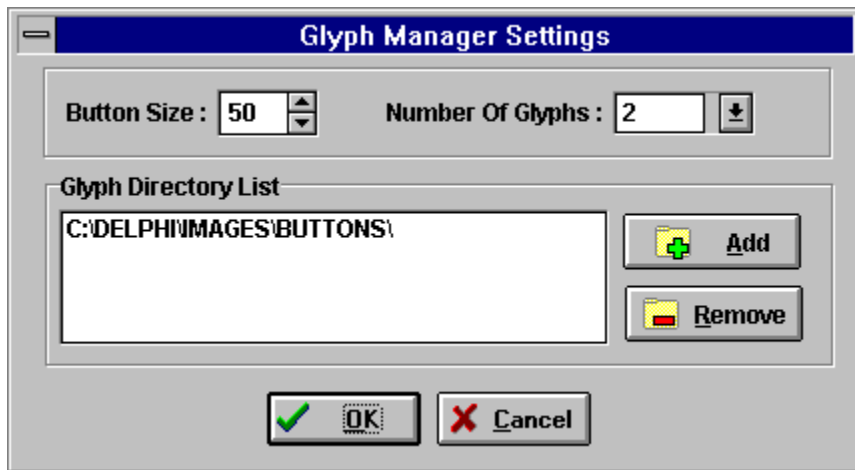 Glyph Manager Settings
Button Size : 50 Number Of Glyphs : 2
Glyph Directory List
C:\DELPHI\IMAGES\BUTTONS\
Add
Remove
OK Cancel